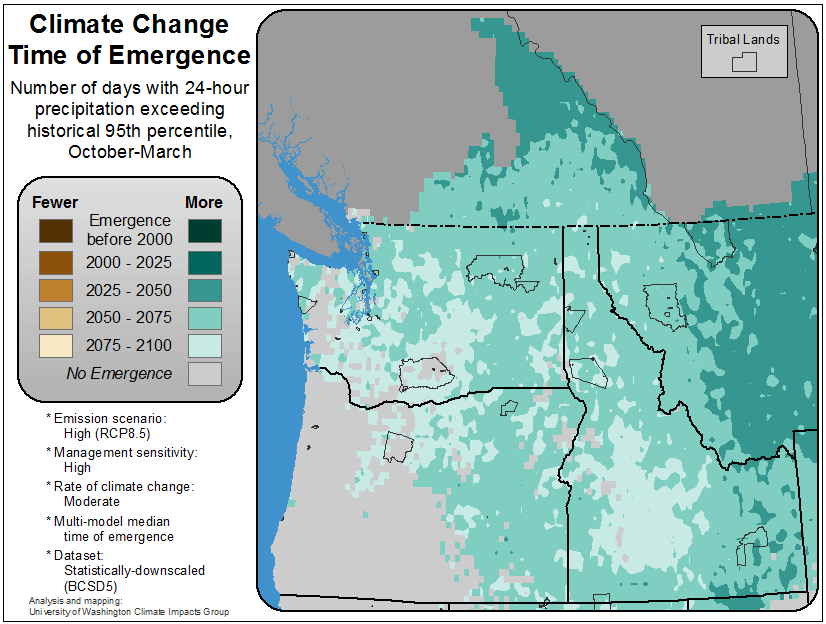 Climate Change
Time of Emergence
Number of days with 24-hour
precipitation exceeding
historical 95th percentile,
October-March
Fewer More
Emergence
before 2000
2000 - 2025
2025 - 2050
2050 - 2075
2075 - 2100
No Emergence
* Emission scenario:
High (RCP8.5)
* Management sensitivity:
High
* Rate of climate change:
Moderate
* Multi-model median
time of emergence
* Dataset:
Statistically-downscaled
(BCSD5)
Analysis and mapping:
University of Washington Climate Impacts Group
Tribal Lands